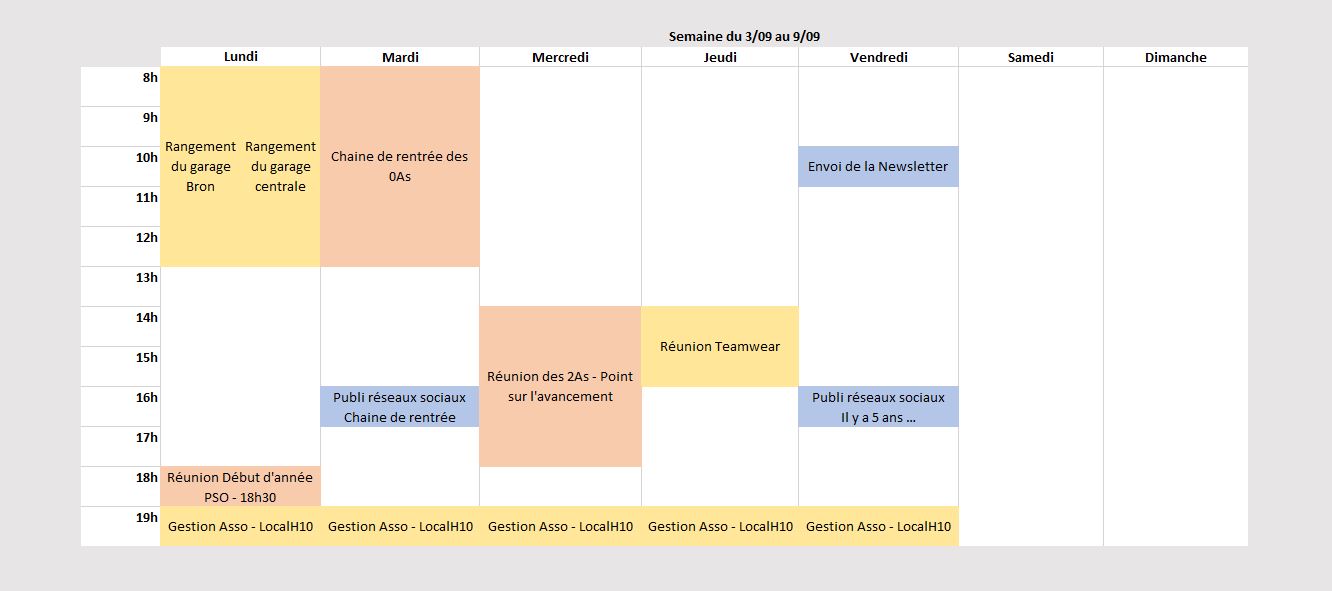 Semaine du 3/09 au 9/09
Lundi Mardi Mercredi Jeudi Vendredi Samedi Dimanche
8h
9h
10h
11h
12h
13h
14h
15h
16h
17h
18h
19h
Rangement
du garage
Bron
Rangement
du garage
centrale
Chaine de rentrée des
0As
Envoi de la Newsletter
Réunion des 2As - Point
sur l'avancement
Réunion Teamwear
Publi réseaux sociaux
Chaine de rentrée
Publi réseaux sociaux
Il y a 5 ans ...
Réunion Début d'année
PSO - 18h30
Gestion Asso - LocalH10
Gestion Asso - LocalH10
Gestion Asso - LocalH10
Gestion Asso - LocalH10
Gestion Asso - LocalH10